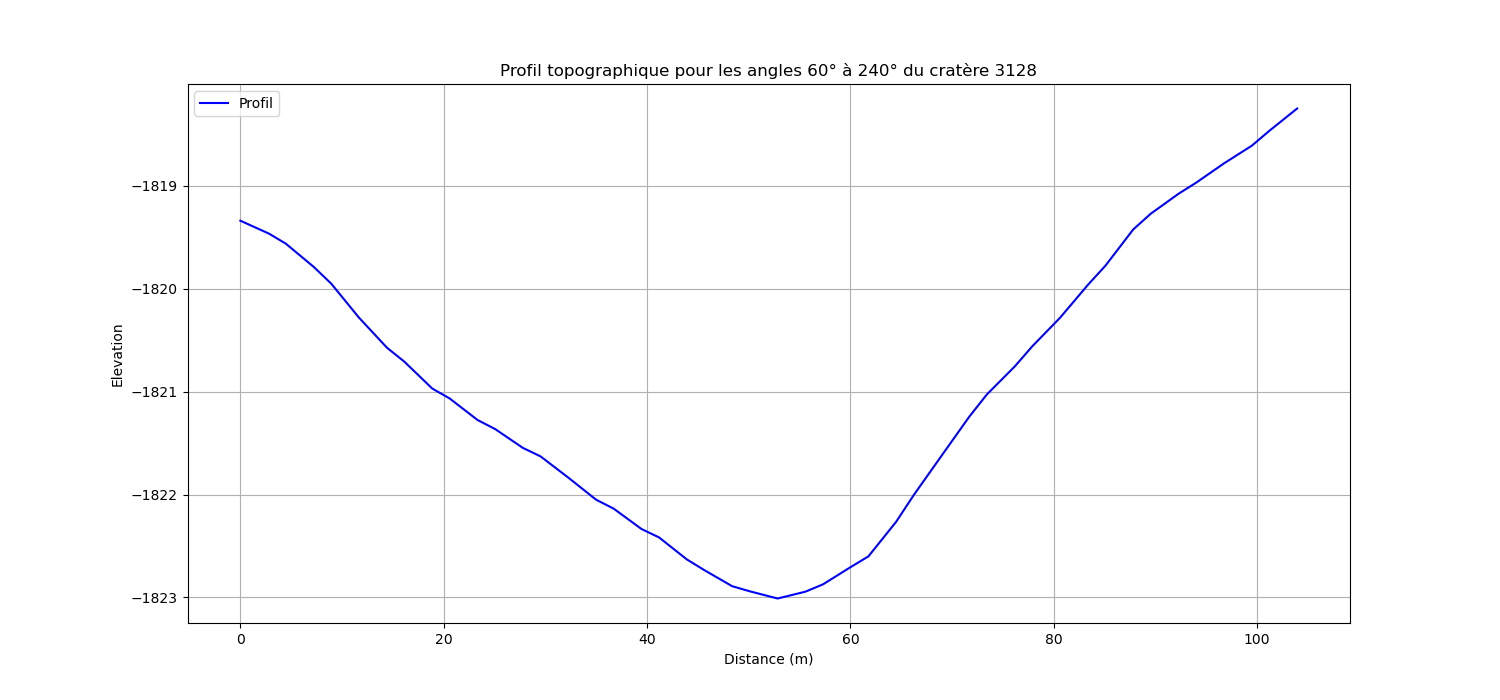 Profil topographique pour les angles 60° à 240° du cratère 3128
Profil
−1819
−1820
−1821
−1822
−1823
Elevation
0 20 40 60 80 100
Distance (m)